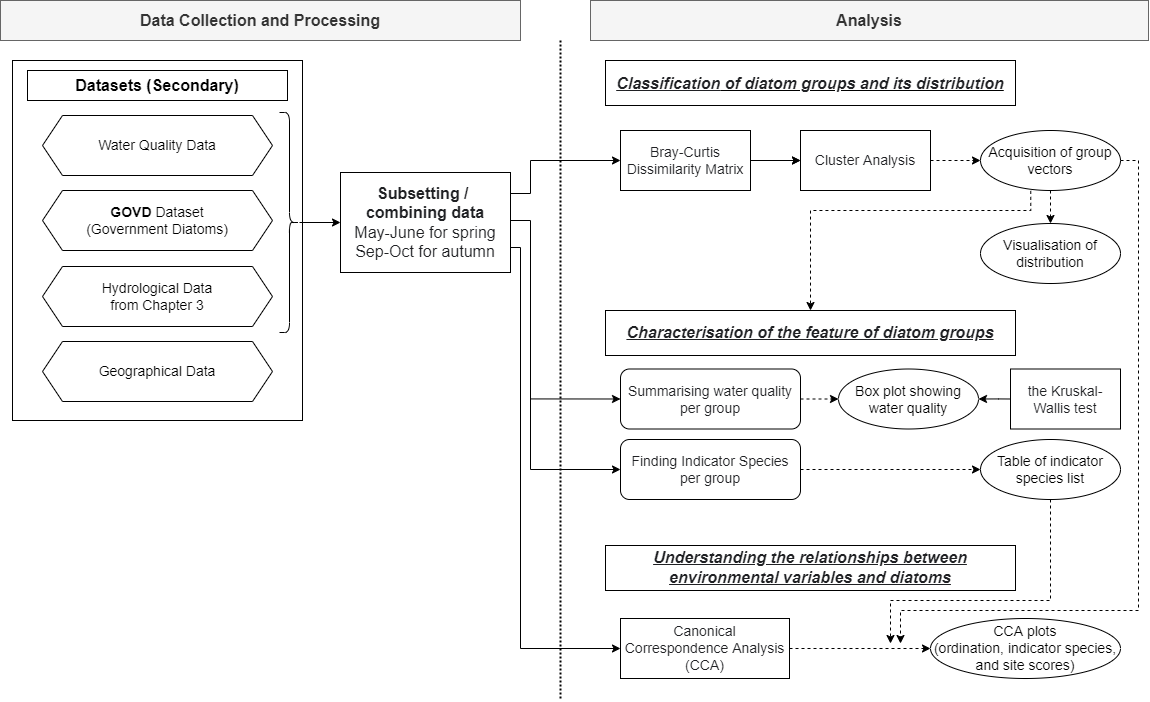 Data Collection and Processing
Analysis
Datasets (Secondary)
Water Quality Data
GOVD Dataset
(Government Diatoms)
Hydrological Data
from Chapter 3
Geographical Data
Subsetting /
combining data
May-June for spring
Sep-Oct for autumn
Classification of diatom groups and its distribution
Bray-Curtis
Dissimilarity Matrix
Cluster Analysis
Acquisition of group
vectors
Visualisation of
distribution
Characterisation of the feature of diatom groups
Summarising water quality
per group
Box plot showing
water quality
the Kruskal-
Wallis test
Finding Indicator Species
per group
Table of indicator
species list
Understanding the relationships between
environmental variables and diatoms
Canonical
Correspondence Analysis
(CCA)
CCA plots
(ordination, indicator species,
and site scores)